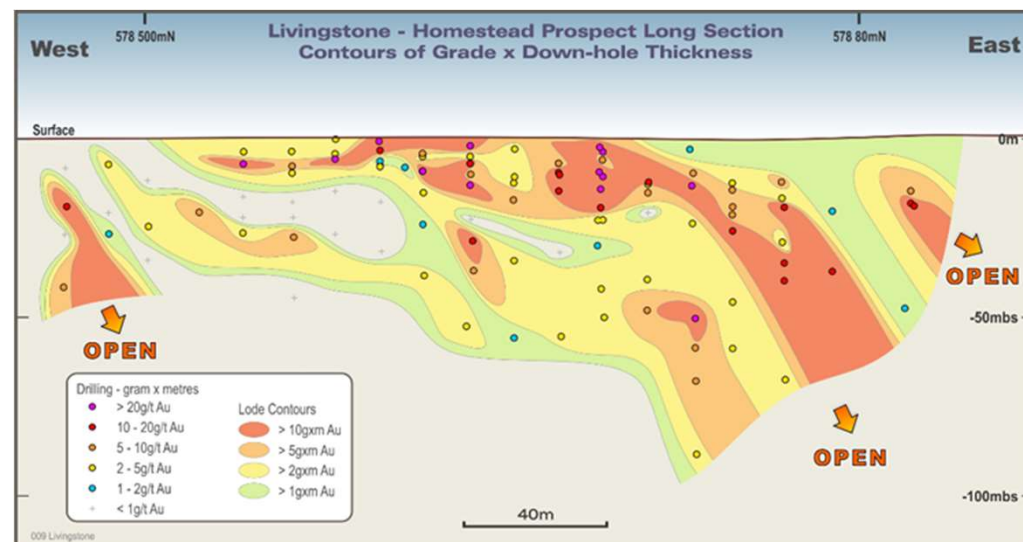 Livingstone - Homestead Prospect Long Section
Contours of Grade x Down-hole Thickness
West
578 500mN
578 80mN
East
Surface
0m
OPEN
-50mbs
OPEN
OPEN
-100mbs
Drilling - gram x metres
> 20g/t Au
10 - 20g/t Au
5 - 10g/t Au
2 - 5g/t Au
1 - 2g/t Au
< 1g/t Au
Lode Contours
> 10gxm Au
> 5gxm Au
> 2gxm Au
> 1gxm Au
40m
009 Livingstone